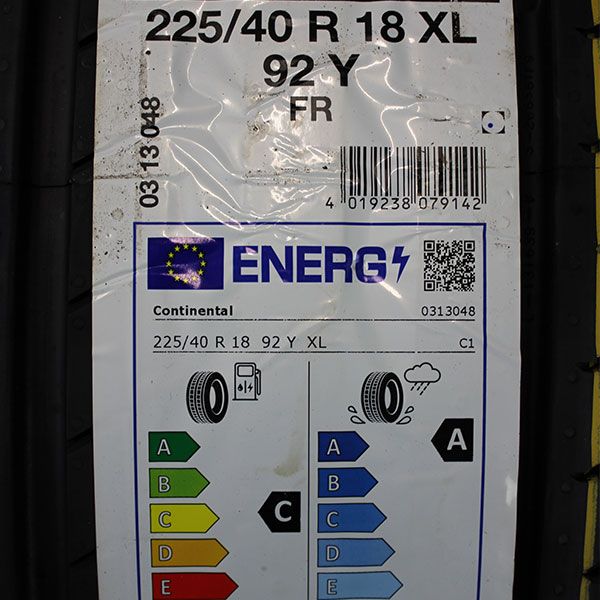 225/40 R 18 XL
92 Y
FR
03 13 048
4 019238 079142
ENERG
Continental 0313048
225/40 R 18 92 Y XL C1
A A A
B B
C C C
D D
E E